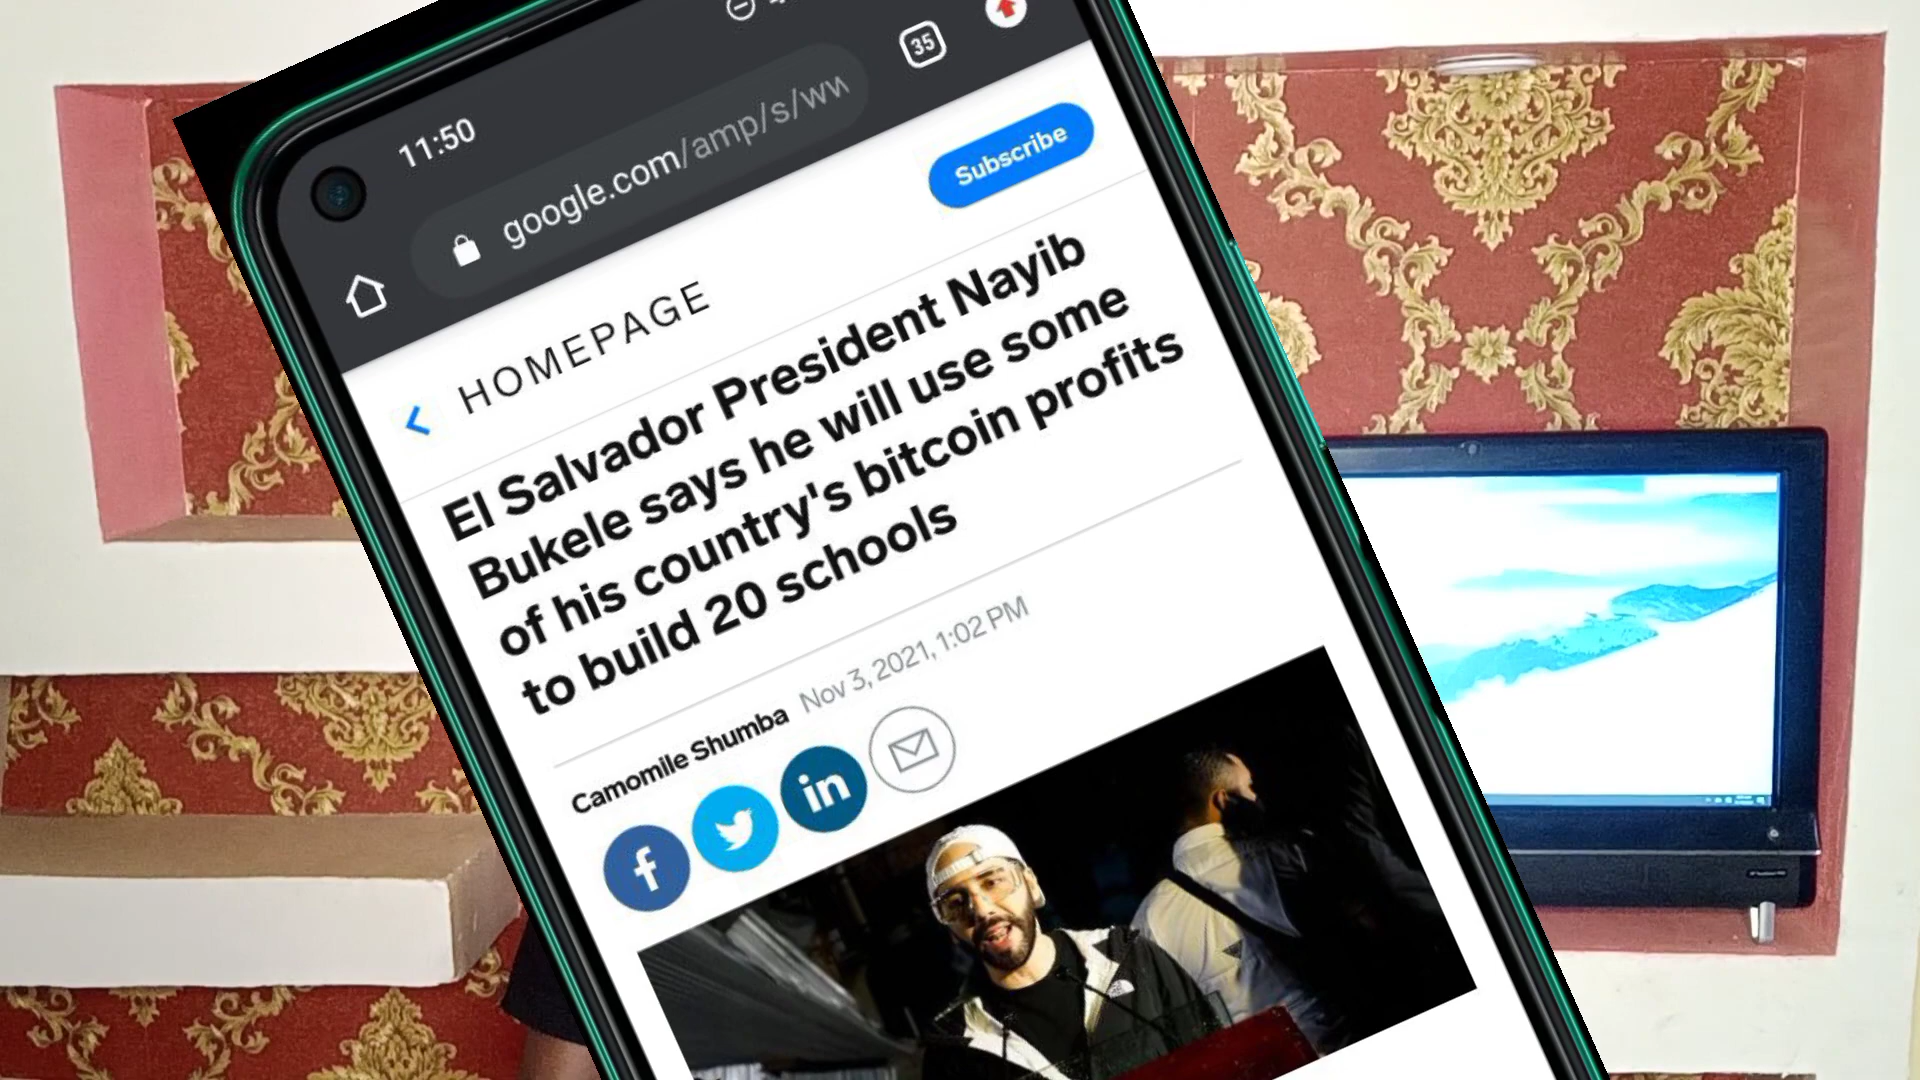 11:50
google.com/amp/s/ww
35
Subscribe
HOMEPAGE
El Salvador President Nayib
Bukele says he will use some
of his country's bitcoin profits
to build 20 schools
Camomile Shumba Nov 3, 2021, 1:02 PM